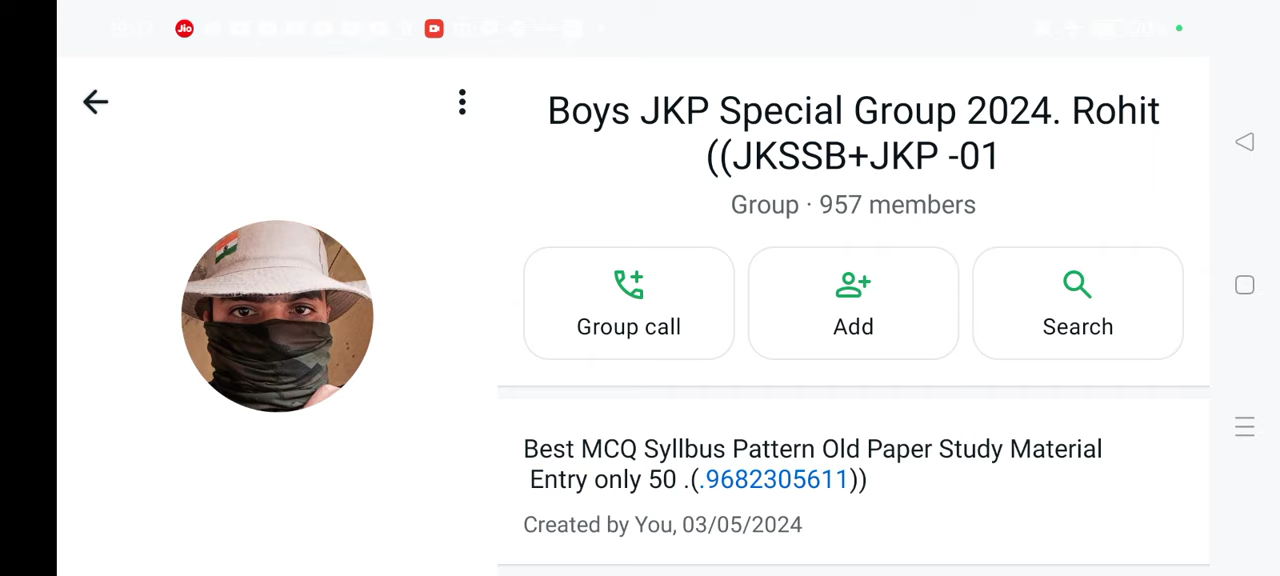 Jio
Boys JKP Special Group 2024. Rohit
((JKSSB+JKP -01
Group · 957 members
Group call
Add
Search
Best MCQ Syllbus Pattern Old Paper Study Material
Entry only 50 .(.9682305611))
Created by You, 03/05/2024